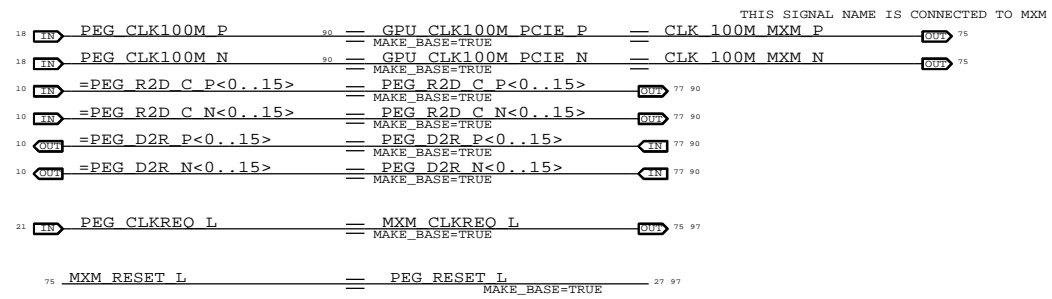 THIS SIGNAL NAME IS CONNECTED TO MXM
18 IN PEG_CLK100M_P 90 GPU_CLK100M_PCIE_P CLK_100M_MXM_P OUT 75
MAKE_BASE=TRUE
18 IN PEG_CLK100M_N 90 GPU_CLK100M_PCIE_N CLK_100M_MXM_N OUT 75
MAKE_BASE=TRUE
10 IN =PEG_R2D_C_P<0..15> PEG_R2D_C_P<0..15> OUT 77 90
MAKE_BASE=TRUE
10 IN =PEG_R2D_C_N<0..15> PEG_R2D_C_N<0..15> OUT 77 90
MAKE_BASE=TRUE
10 OUT =PEG_D2R_P<0..15> PEG_D2R_P<0..15> IN 77 90
MAKE_BASE=TRUE
10 OUT =PEG_D2R_N<0..15> PEG_D2R_N<0..15> IN 77 90
MAKE_BASE=TRUE
21 IN PEG_CLKREQ_L MXM_CLKREQ_L OUT 75 97
MAKE_BASE=TRUE
75 MXM_RESET_L PEG_RESET_L 27 97
MAKE_BASE=TRUE